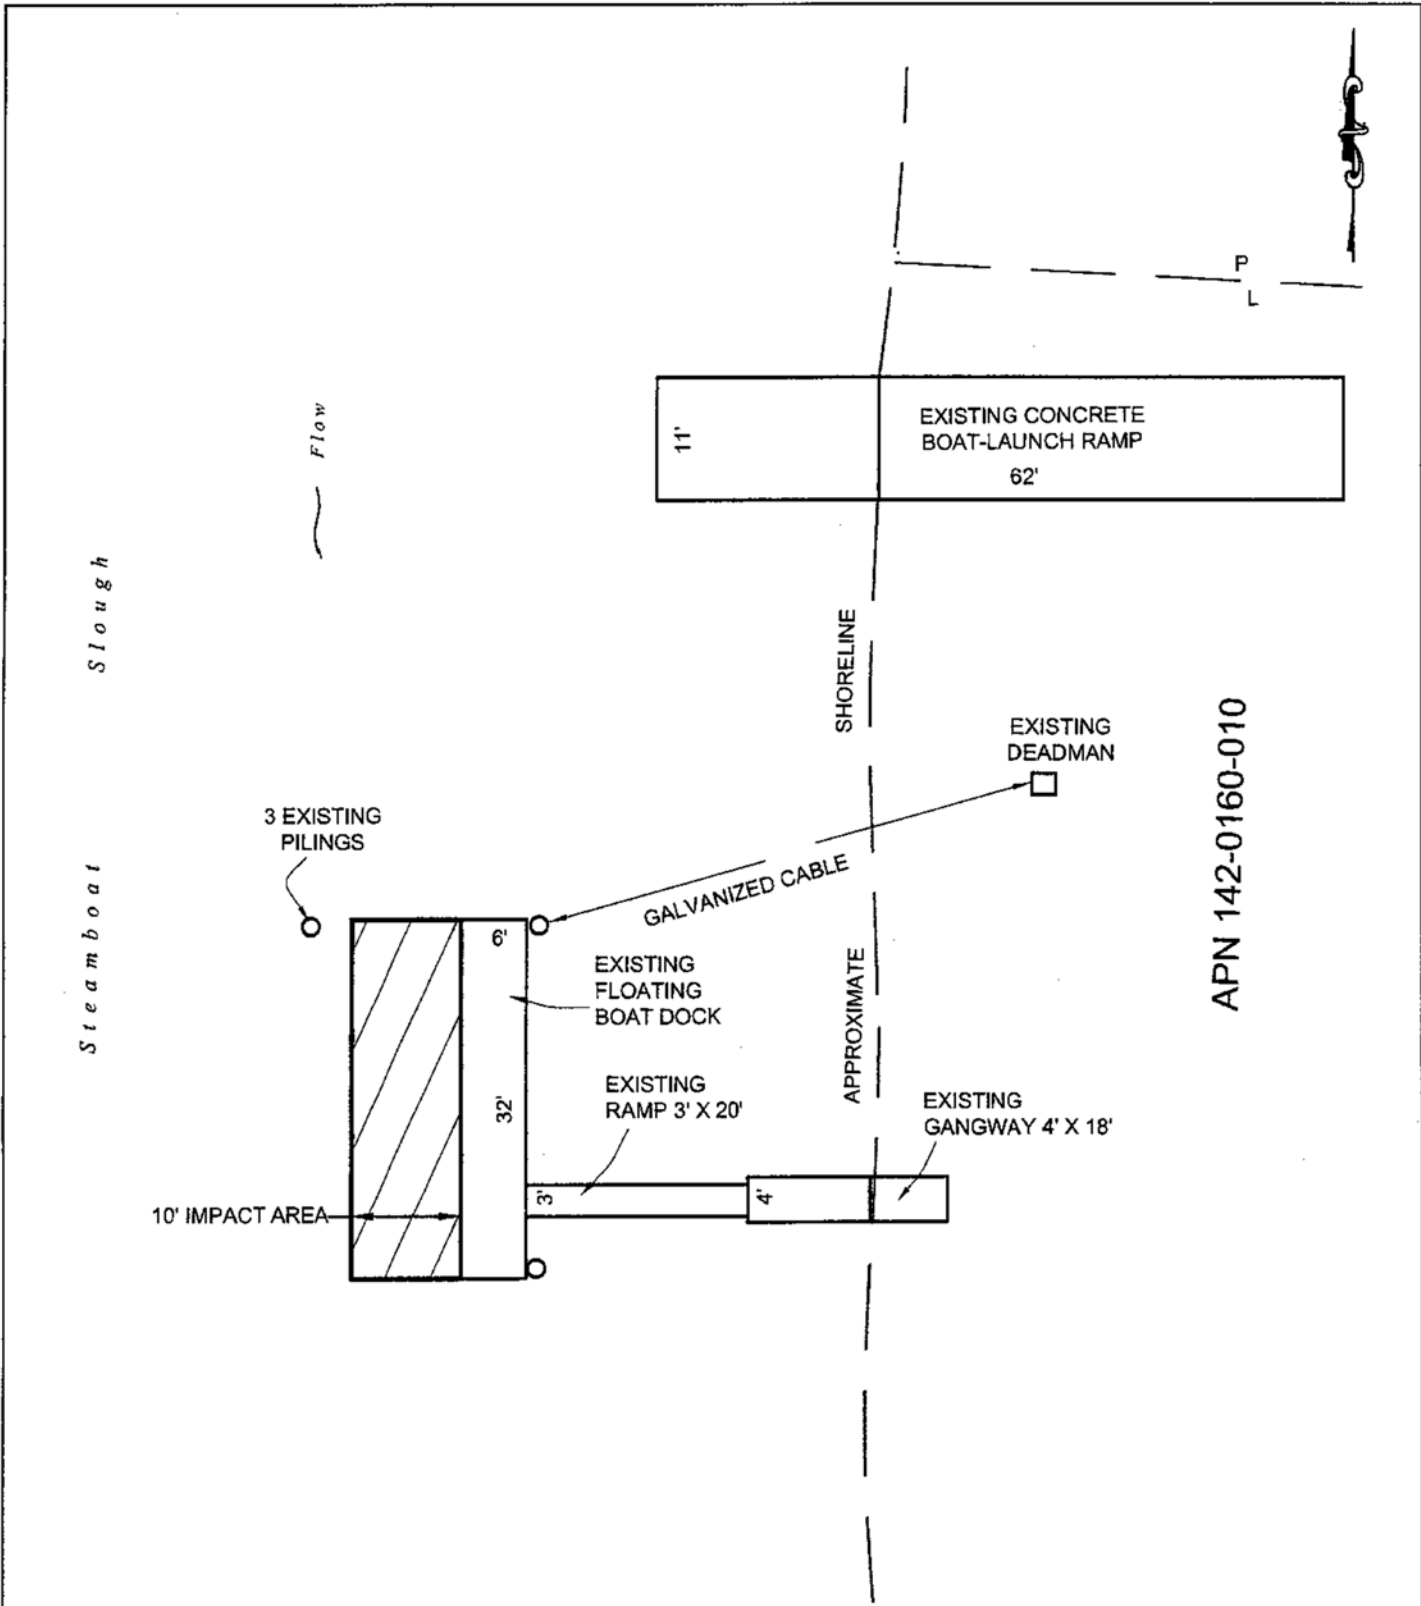 P
L
11'
EXISTING CONCRETE
BOAT-LAUNCH RAMP
62'
Flow
Steamboat Slough
APPROXIMATE SHORELINE
EXISTING
DEADMAN
APN 142-0160-010
3 EXISTING
PILINGS
GALVANIZED CABLE
6'
EXISTING
FLOATING
BOAT DOCK
32'
EXISTING
RAMP 3' X 20'
EXISTING
GANGWAY 4' X 18'
3'
4'
10' IMPACT AREA